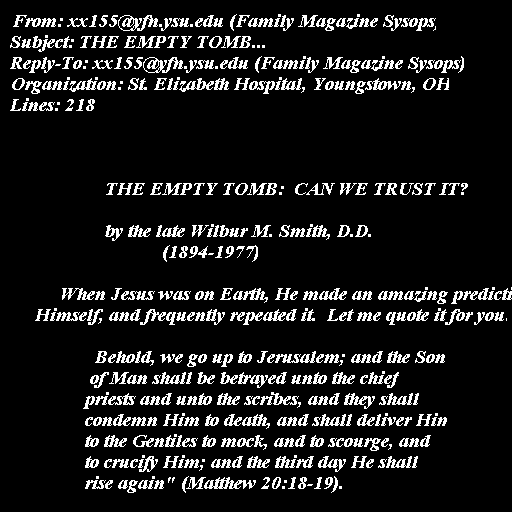 From: xx155@yfn.ysu.edu (Family Magazine Sysops
Subject: THE EMPTY TOMB...
Reply-To: xx155@yfn.ysu.edu (Family Magazine Sysops)
Organization: St. Elizabeth Hospital, Youngstown, OH
Lines: 218
THE EMPTY TOMB: CAN WE TRUST IT?
by the late Wilbur M. Smith, D.D.
(1894-1977)
When Jesus was on Earth, He made an amazing predicti
Himself, and frequently repeated it. Let me quote it for you.
Behold, we go up to Jerusalem; and the Son
of Man shall be betrayed unto the chief
priests and unto the scribes, and they shall
condemn Him to death, and shall deliver Him
to the Gentiles to mock, and to scourge, and
to crucify Him; and the third day He shall
rise again" (Matthew 20:18-19).